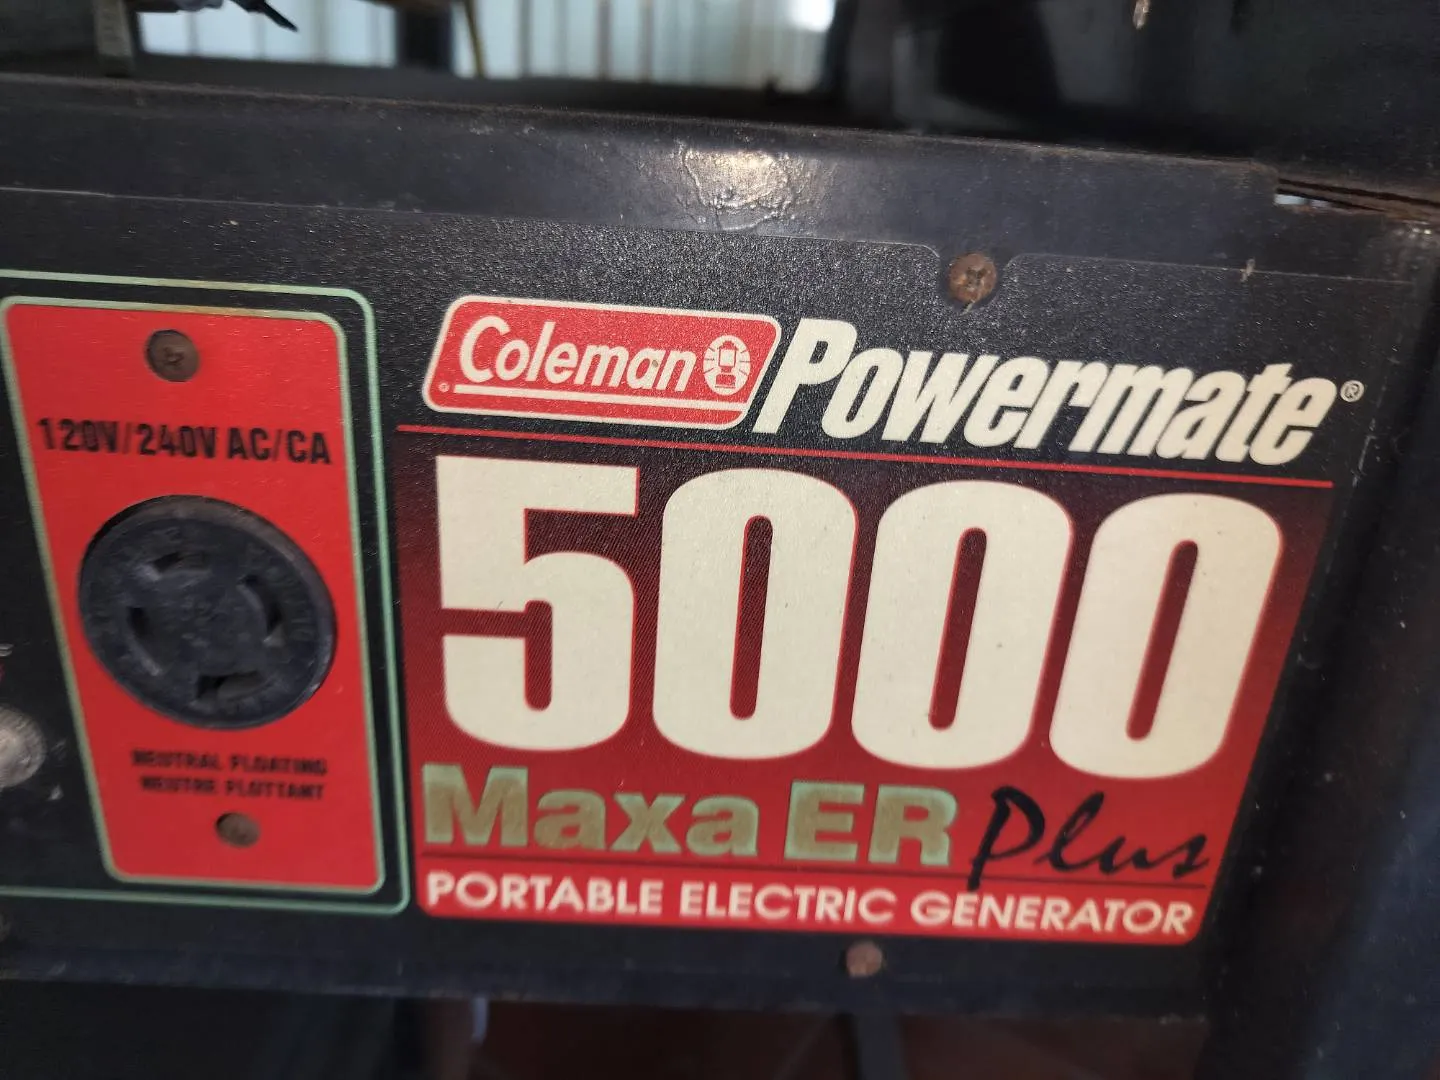 120V/240V AC/CA
NEUTRAL FLOATING
NEUTRE FLOTTANT
Coleman Powermate®
5000
Maxa ER Plus
PORTABLE ELECTRIC GENERATOR